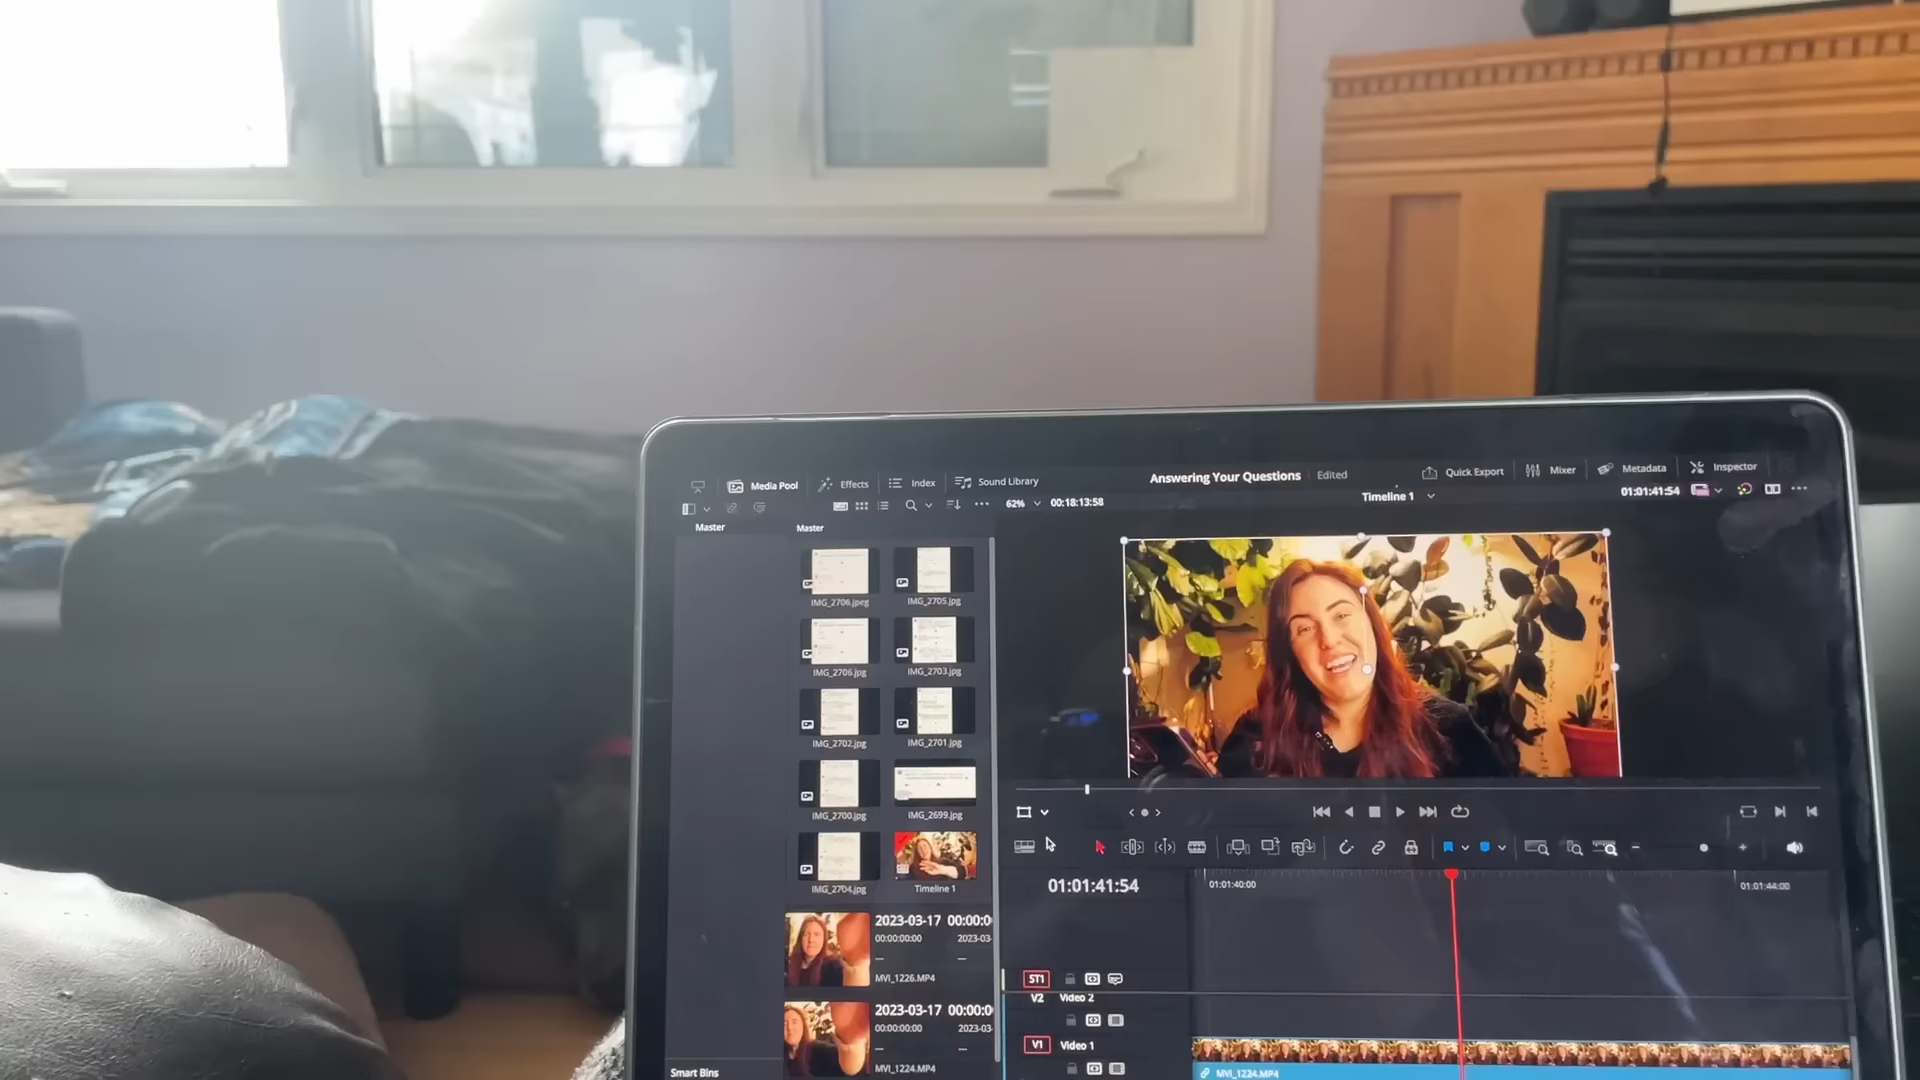 Media Pool Effects Index Sound Library Answering Your Questions Edited Quick Export Mixer Metadata Inspector
62% 00:18:13:58 Timeline 1 01:01:41:54
Master Master
IMG_2706.jpeg IMG_2705.jpg
IMG_2706.jpg IMG_2703.jpg
IMG_2702.jpg IMG_2701.jpg
IMG_2700.jpg IMG_2699.jpg
IMG_2704.jpg Timeline 1
2023-03-17 00:00:0
00:00:00:00 2023-03-
MVI_1226.MP4
2023-03-17 00:00:0
00:00:00:00 2023-03-
MVI_1224.MP4
Smart Bins
01:01:41:54 01:01:40:00 01:01:44:00
ST1
V2 Video 2
V1 Video 1
MVI_1224.MP4